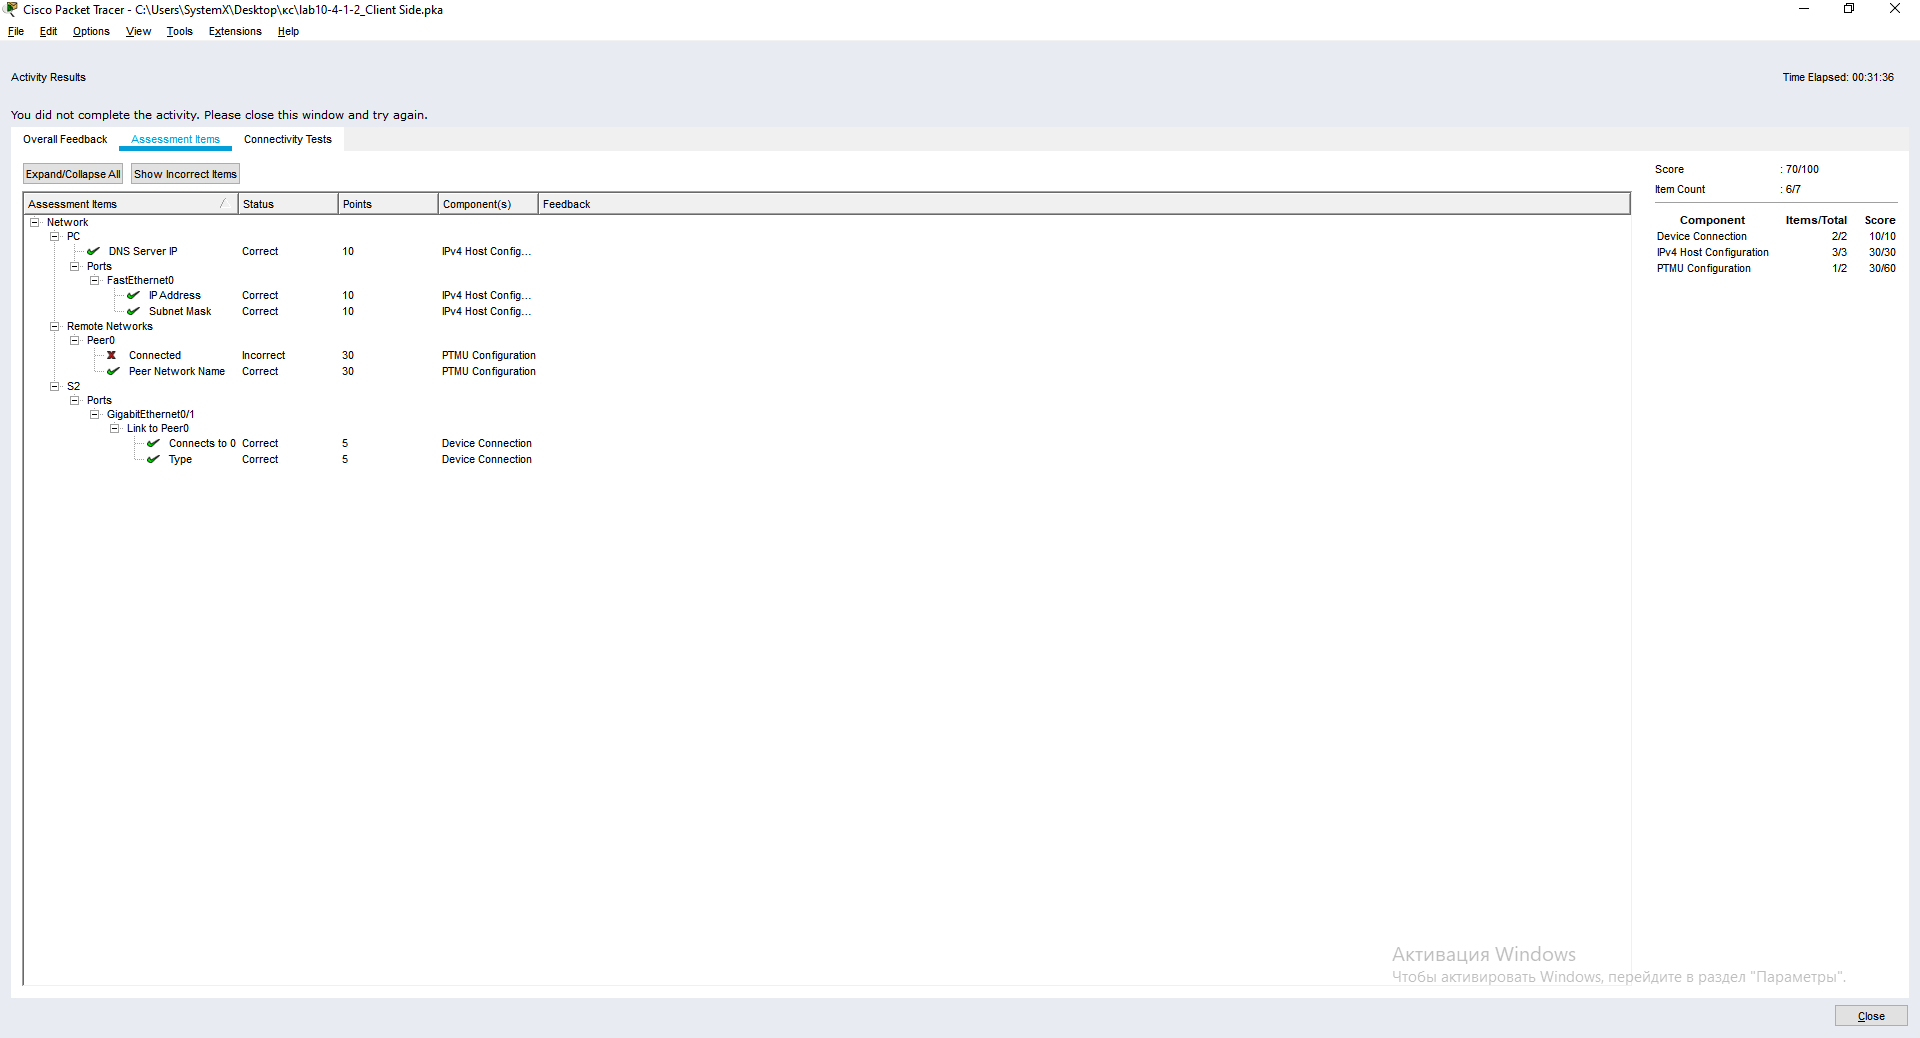 Cisco Packet Tracer - C:\Users\SystemX\Desktop\кс\lab10-4-1-2_Client Side.pka
File Edit Options View Tools Extensions Help
Activity Results
Time Elapsed: 00:31:36
You did not complete the activity. Please close this window and try again.
Overall Feedback Assessment Items Connectivity Tests
Expand/Collapse All Show Incorrect Items
Assessment Items Status Points Component(s) Feedback
Network
PC
DNS Server IP Correct 10 IPv4 Host Config...
Ports
FastEthernet0
IP Address Correct 10 IPv4 Host Config...
Subnet Mask Correct 10 IPv4 Host Config...
Remote Networks
Peer0
Connected Incorrect 30 PTMU Configuration
Peer Network Name Correct 30 PTMU Configuration
S2
Ports
GigabitEthernet0/1
Link to Peer0
Connects to 0 Correct 5 Device Connection
Type Correct 5 Device Connection
Score : 70/100
Item Count : 6/7
Component Items/Total Score
Device Connection 2/2 10/10
IPv4 Host Configuration 3/3 30/30
PTMU Configuration 1/2 30/60
Активация Windows
Чтобы активировать Windows, перейдите в раздел "Параметры".
Close